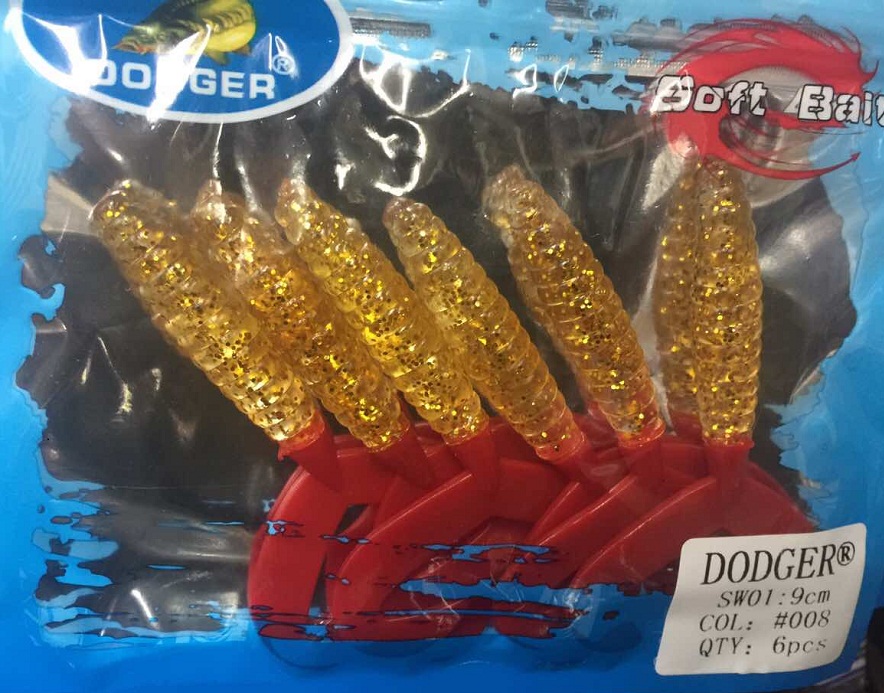 DODGER®
Soft Bait
DODGER®
SW01:9cm
COL: #008
QTY: 6pcs